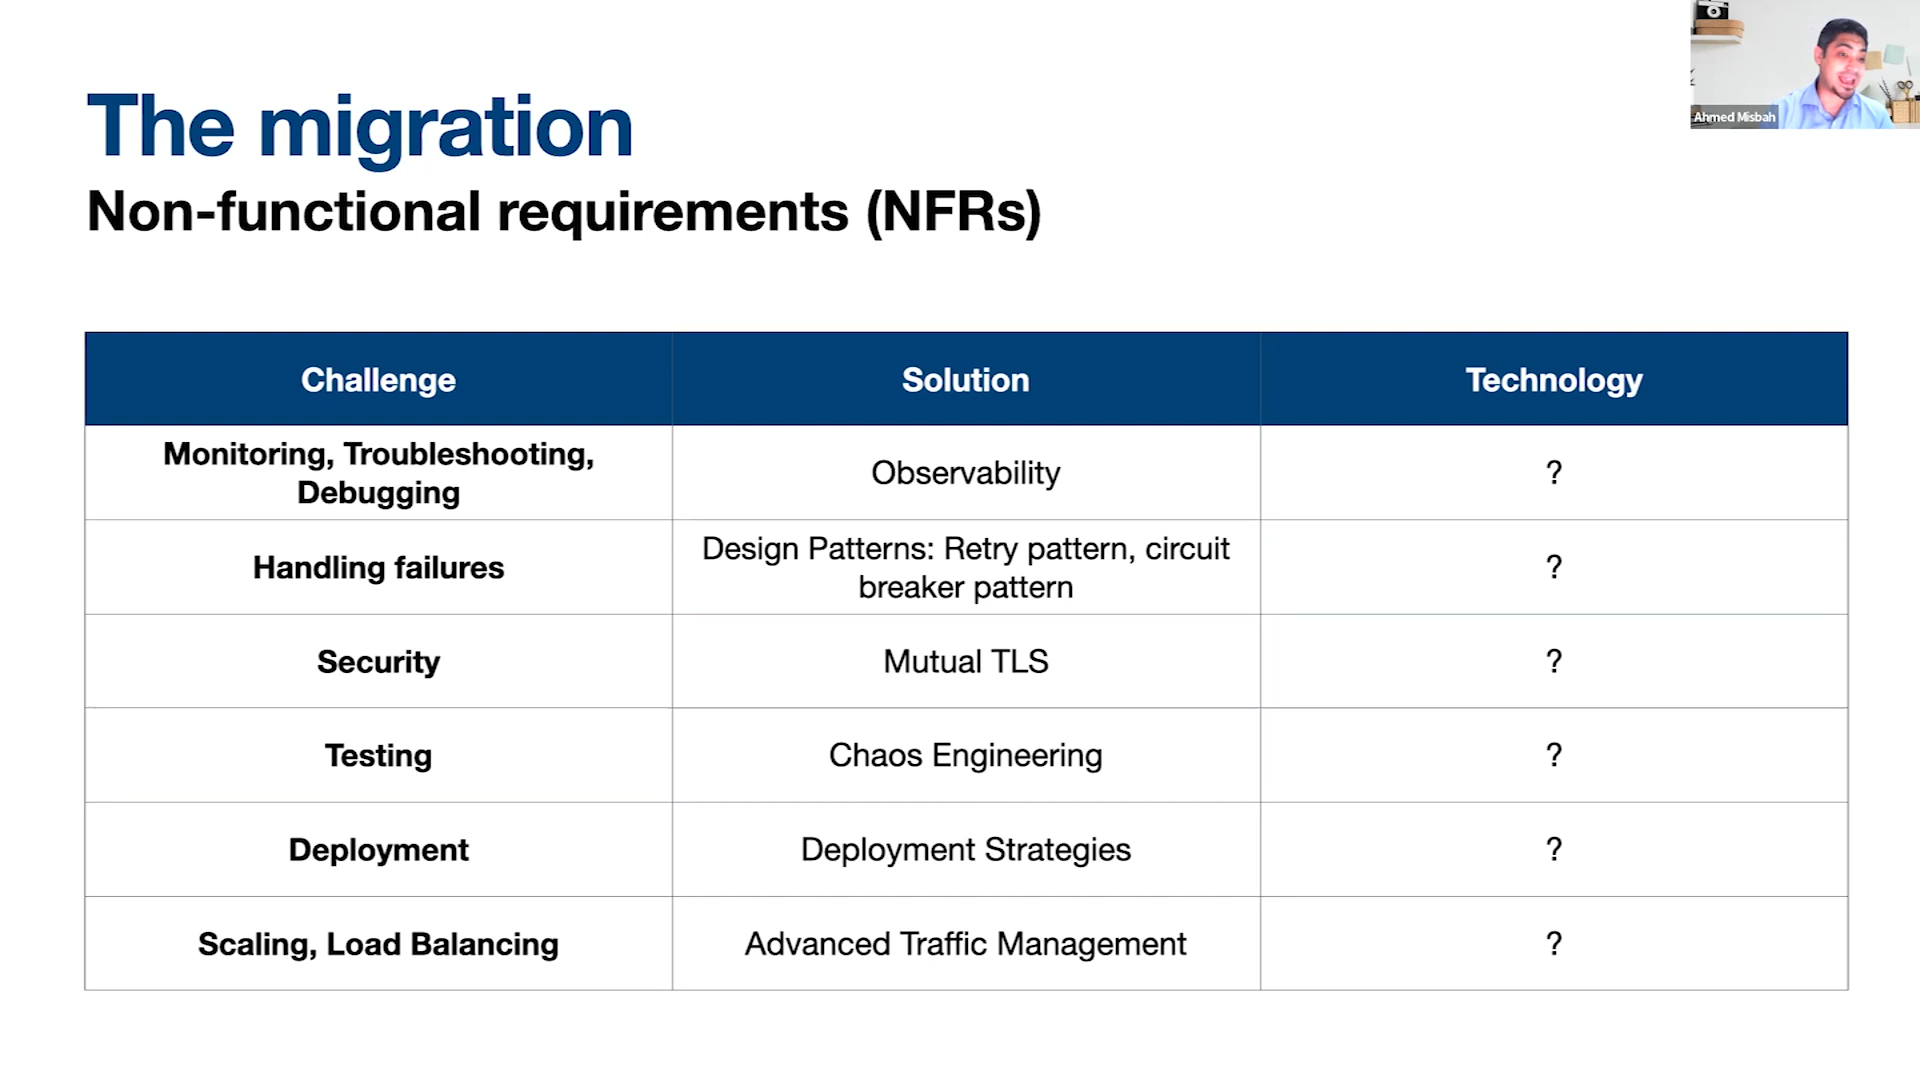 The migration
Non-functional requirements (NFRs)
Ahmed Misbah
Challenge
Solution
Technology
Monitoring, Troubleshooting,
Debugging
Observability
?
Handling failures
Design Patterns: Retry pattern, circuit
breaker pattern
?
Security
Mutual TLS
?
Testing
Chaos Engineering
?
Deployment
Deployment Strategies
?
Scaling, Load Balancing
Advanced Traffic Management
?